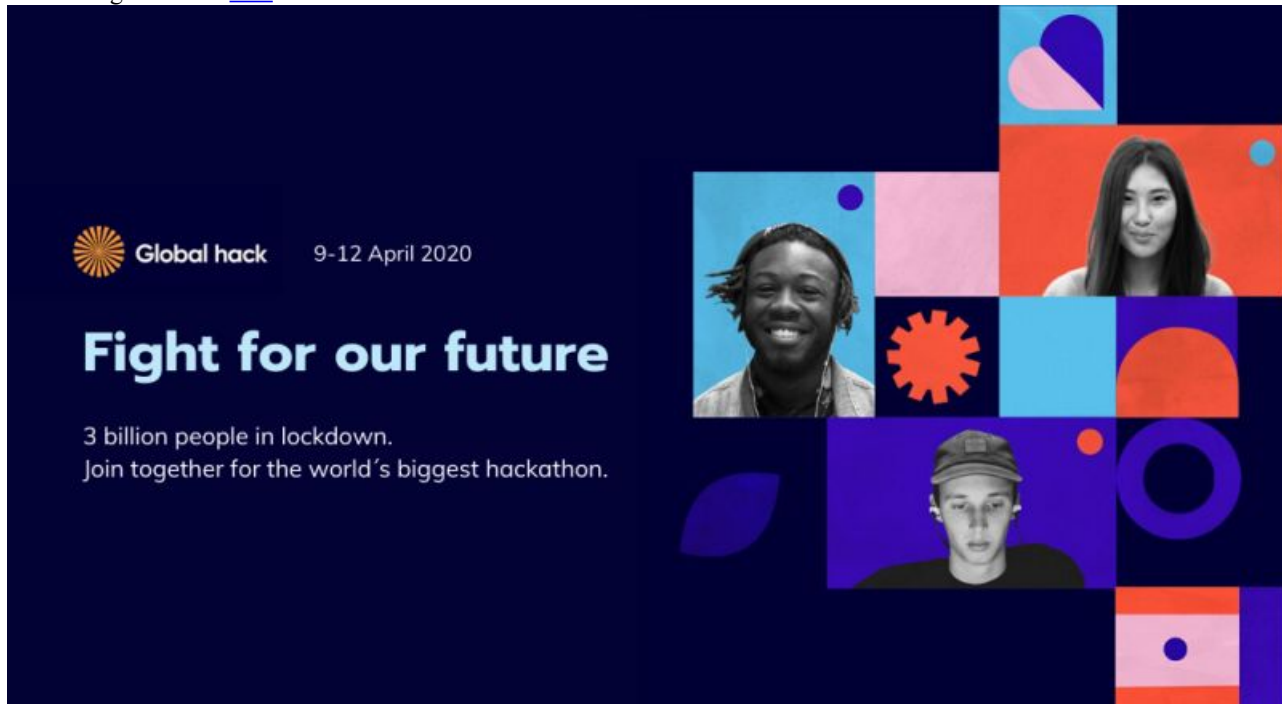 Global hack
9-12 April 2020
Fight for our future
3 billion people in lockdown.
Join together for the world´s biggest hackathon.